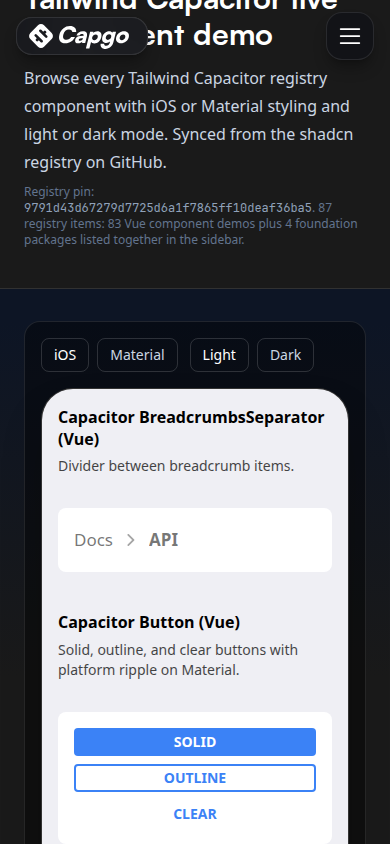 Tailwind Capacitor live
Capgo
ent demo
Browse every Tailwind Capacitor registry
component with iOS or Material styling and
light or dark mode. Synced from the shadcn
registry on GitHub.
Registry pin:
9791d43d67279d7725d6a1f7865ff10deaf36ba5. 87
registry items: 83 Vue component demos plus 4 foundation
packages listed together in the sidebar.
iOS Material Light Dark
Capacitor BreadcrumbsSeparator
(Vue)
Divider between breadcrumb items.
Docs > API
Capacitor Button (Vue)
Solid, outline, and clear buttons with
platform ripple on Material.
SOLID
OUTLINE
CLEAR